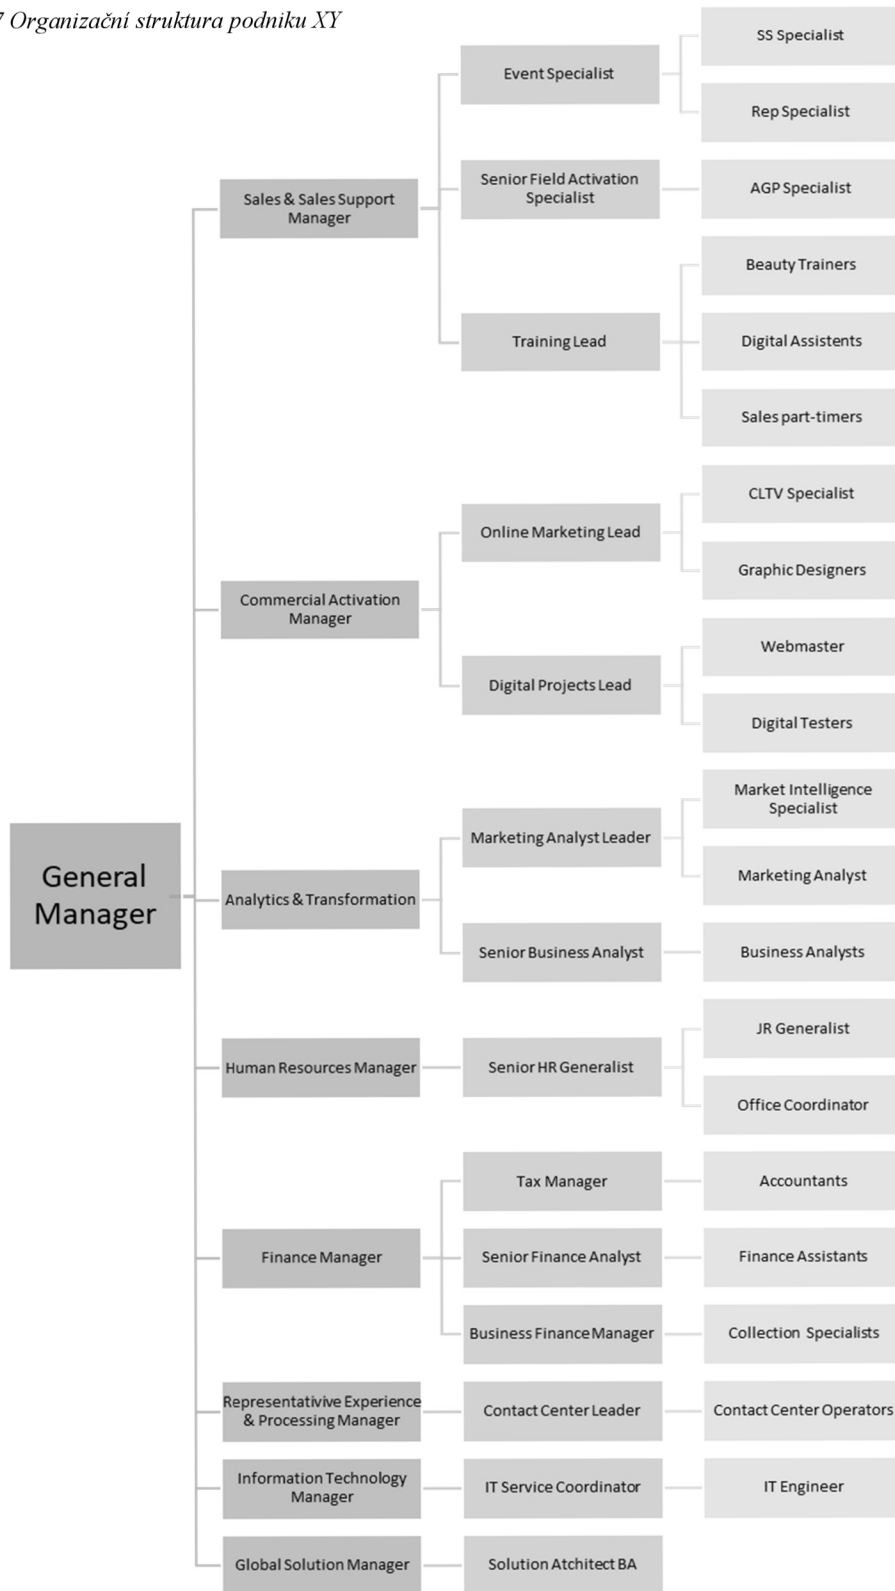 7 Organizační struktura podniku XY
General
Manager
Sales & Sales Support
Manager
Event Specialist
SS Specialist
Rep Specialist
Senior Field Activation
Specialist
AGP Specialist
Training Lead
Beauty Trainers
Digital Assistents
Sales part-timers
Commercial Activation
Manager
Online Marketing Lead
CLTV Specialist
Graphic Designers
Digital Projects Lead
Webmaster
Digital Testers
Analytics & Transformation
Marketing Analyst Leader
Market Intelligence
Specialist
Marketing Analyst
Senior Business Analyst
Business Analysts
Human Resources Manager
Senior HR Generalist
JR Generalist
Office Coordinator
Finance Manager
Tax Manager
Accountants
Senior Finance Analyst
Finance Assistants
Business Finance Manager
Collection Specialists
Representativive Experience
& Processing Manager
Contact Center Leader
Contact Center Operators
Information Technology
Manager
IT Service Coordinator
IT Engineer
Global Solution Manager
Solution Atchitect BA